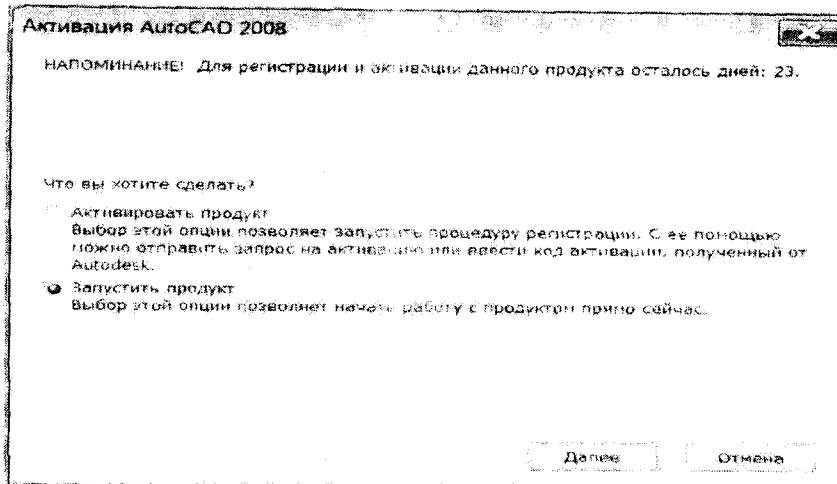 Активация AutoCAD 2008
НАПОМИНАНИЕ! Для регистрации и активации данного продукта осталось дней: 23.
Что вы хотите сделать?
Активировать продукт
Выбор этой опции позволяет запустить процедуру регистрации. С ее помощью
можно отправить запрос на активацию или ввести код активации, полученный от
Autodesk.
Запустить продукт
Выбор этой опции позволяет начать работу с продуктом прямо сейчас.
Далее
Отмена